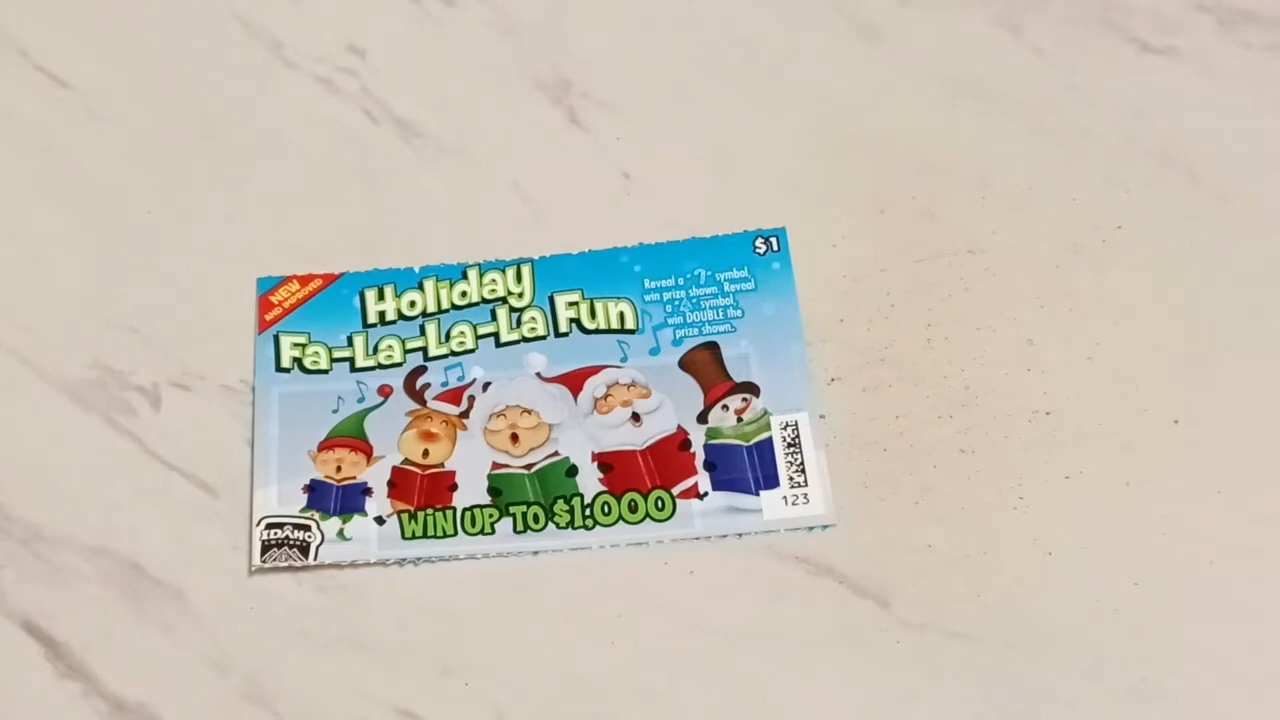 NEW
AND IMPROVED
Holiday
Fa-La-La-La Fun
$1
Reveal a "7" symbol,
win prize shown. Reveal
a " " symbol,
win DOUBLE the
prize shown.
WIN UP TO $1,000
IDAHO
LOTTERY
123